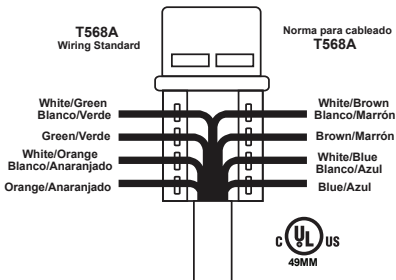 T568A
Wiring Standard
Norma para cableado
T568A
White/Green
Blanco/Verde
Green/Verde
White/Orange
Blanco/Anaranjado
Orange/Anaranjado
White/Brown
Blanco/Marrón
Brown/Marrón
White/Blue
Blanco/Azul
Blue/Azul
C UL US
49MM